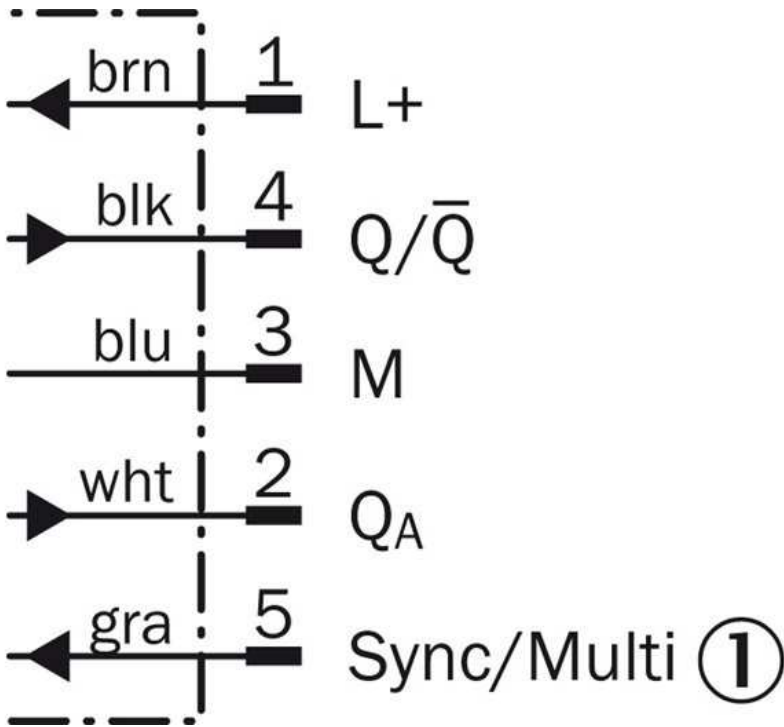 brn 1 L+
blk 4 Q/Q̅
blu 3 M
wht 2 QA
gra 5 Sync/Multi ①